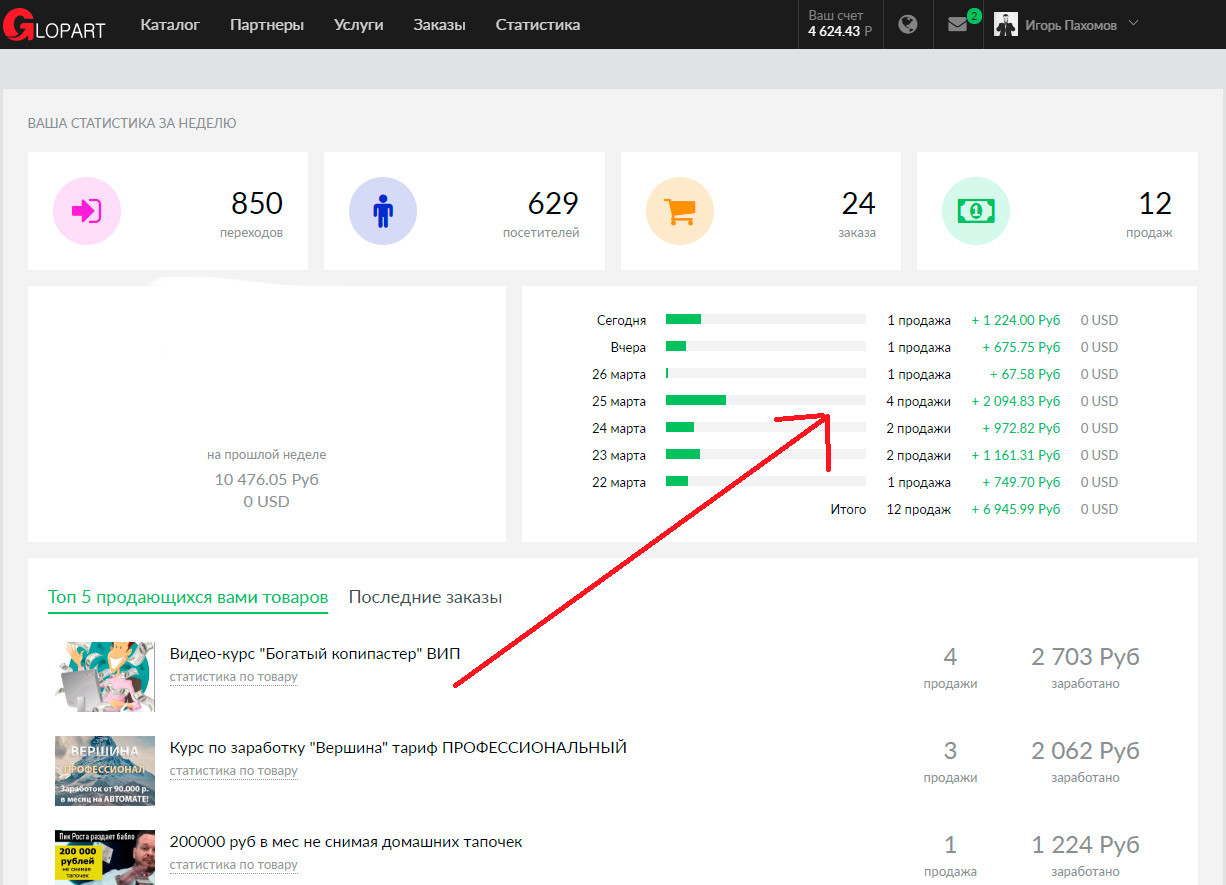 GLOPART Каталог Партнеры Услуги Заказы Статистика Ваш счет 2 Игорь Пахомов
4 624.43 Р
ВАША СТАТИСТИКА ЗА НЕДЕЛЮ
850 629 24 12
переходов посетителей заказа продаж
Сегодня 1 продажа + 1 224.00 Руб 0 USD
Вчера 1 продажа + 675.75 Руб 0 USD
26 марта 1 продажа + 67.58 Руб 0 USD
25 марта 4 продажи + 2 094.83 Руб 0 USD
24 марта 2 продажи + 972.82 Руб 0 USD
23 марта 2 продажи + 1 161.31 Руб 0 USD
22 марта 1 продажа + 749.70 Руб 0 USD
Итого 12 продаж + 6 945.99 Руб 0 USD
на прошлой неделе
10 476.05 Руб
0 USD
Топ 5 продающихся вами товаров Последние заказы
Видео-курс "Богатый копипастер" ВИП 4 2 703 Руб
статистика по товару продажи заработано
ВЕРШИНА
ПРОФЕССИОНАЛ
Заработок от 90.000 р.
в месяц на АВТОМАТЕ!
Курс по заработку "Вершина" тариф ПРОФЕССИОНАЛЬНЫЙ 3 2 062 Руб
статистика по товару продажи заработано
Пик Роста раздает бабло
200 000
рублей
не снимая
тапочек
200000 руб в мес не снимая домашних тапочек 1 1 224 Руб
статистика по товару продажа заработано